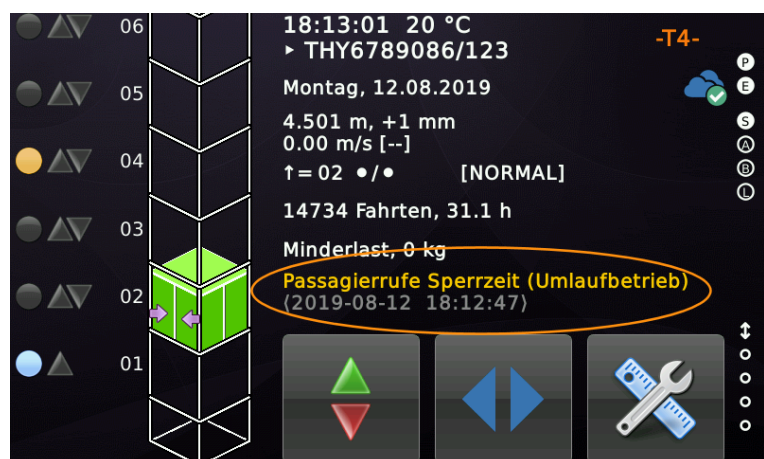 06
05
04
03
02
01
18:13:01 20 °C
▸ THY6789086/123
Montag, 12.08.2019
4.501 m, +1 mm
0.00 m/s [--]
↑=02 •/• [NORMAL]
14734 Fahrten, 31.1 h
Minderlast, 0 kg
Passagierrufe Sperrzeit (Umlaufbetrieb)
(2019-08-12 18:12:47)
-T4-
P
E
S
A
B
L